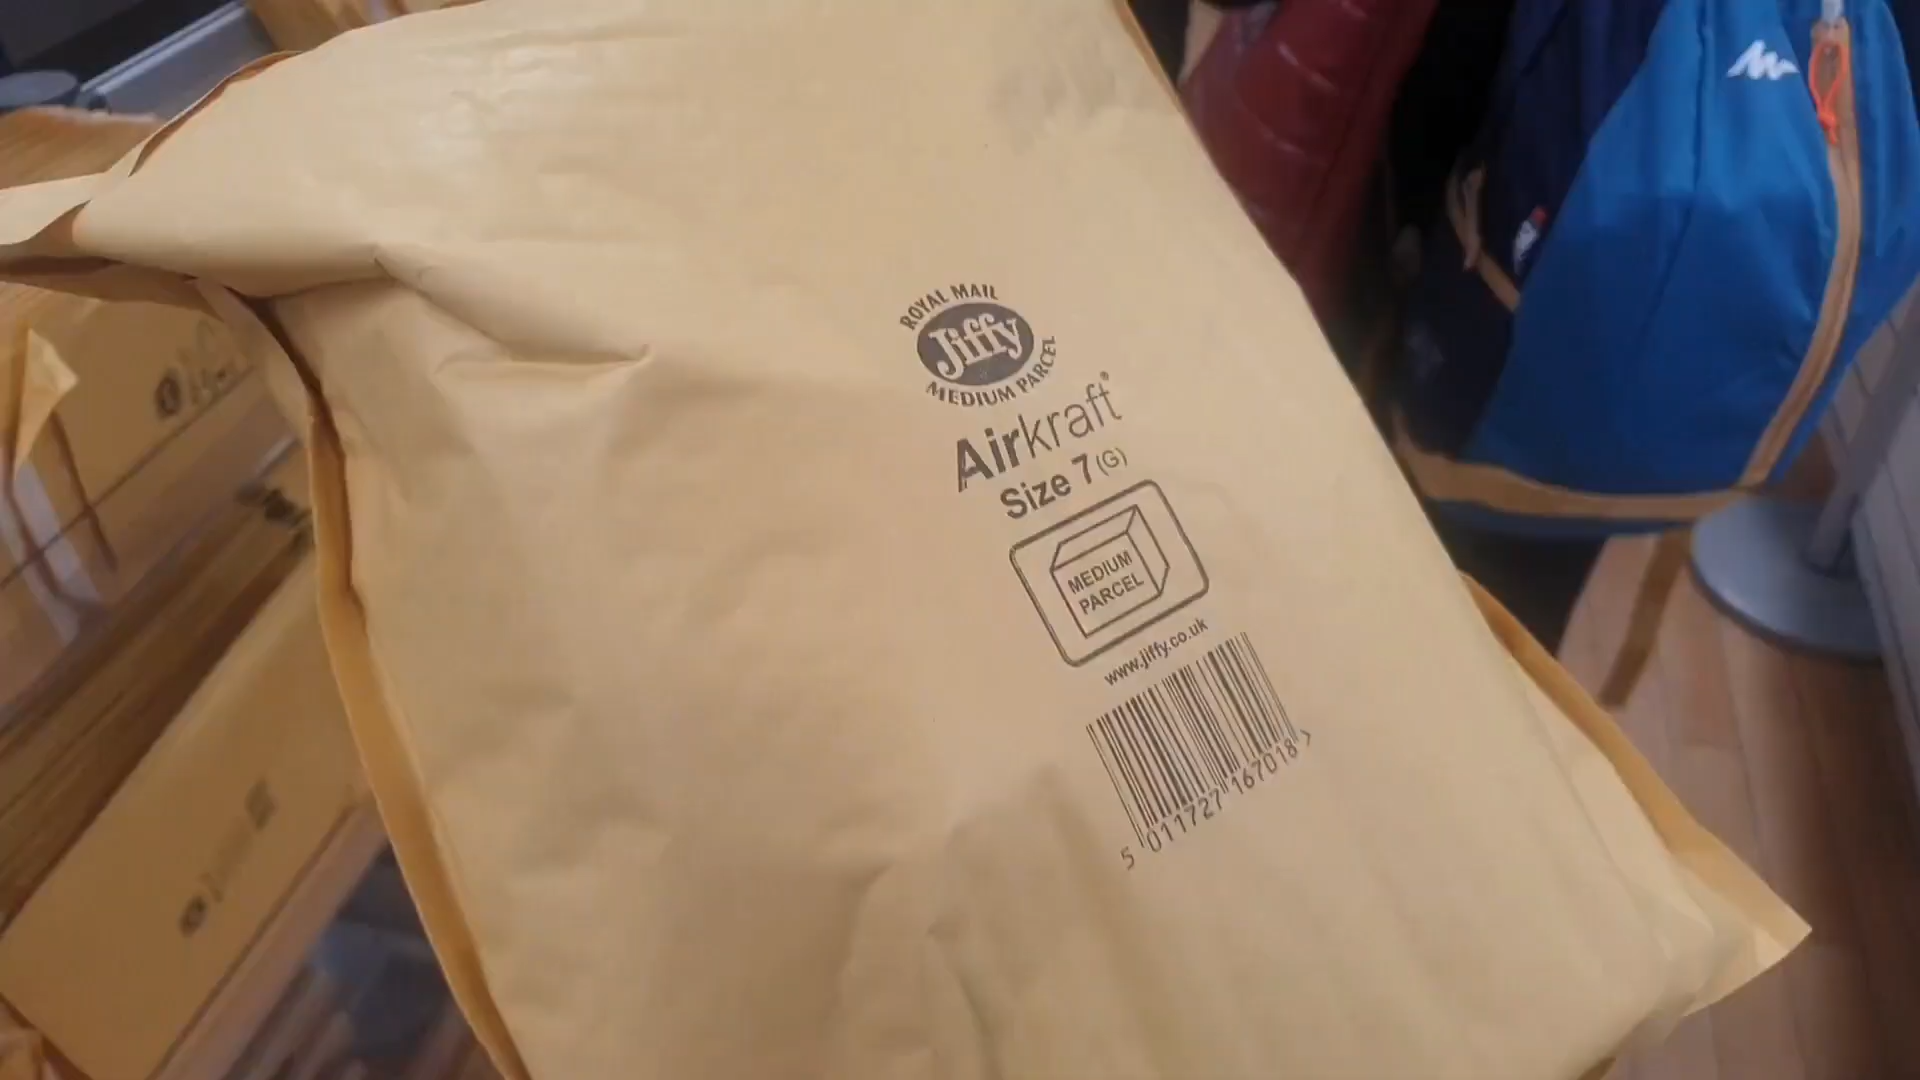 ROYAL MAIL
Jiffy
MEDIUM PARCEL
Airkraft®
Size 7 (G)
MEDIUM
PARCEL
www.jiffy.co.uk
5 011727 167018 >